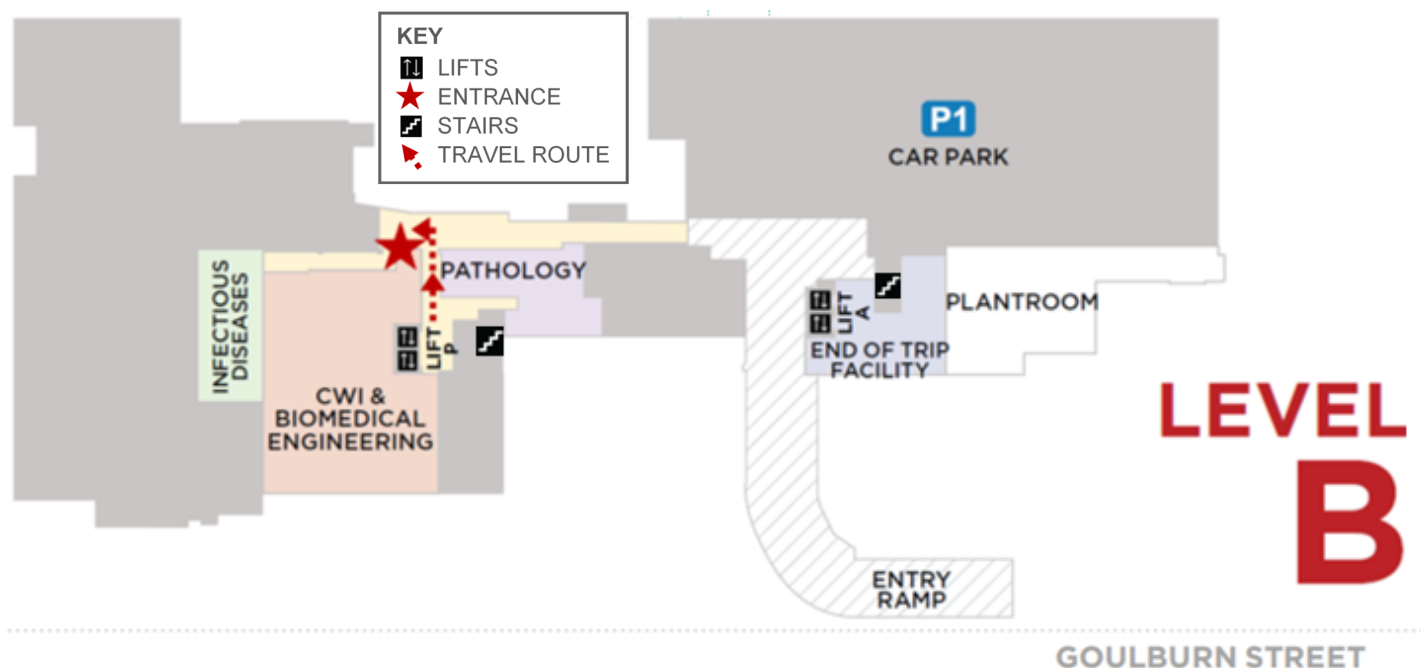 KEY
LIFTS
ENTRANCE
STAIRS
TRAVEL ROUTE
P1
CAR PARK
INFECTIOUS
DISEASES
PATHOLOGY
LIFT
P
CWI &
BIOMEDICAL
ENGINEERING
LIFT
A
END OF TRIP
FACILITY
PLANTROOM
LEVEL
B
ENTRY
RAMP
GOULBURN STREET